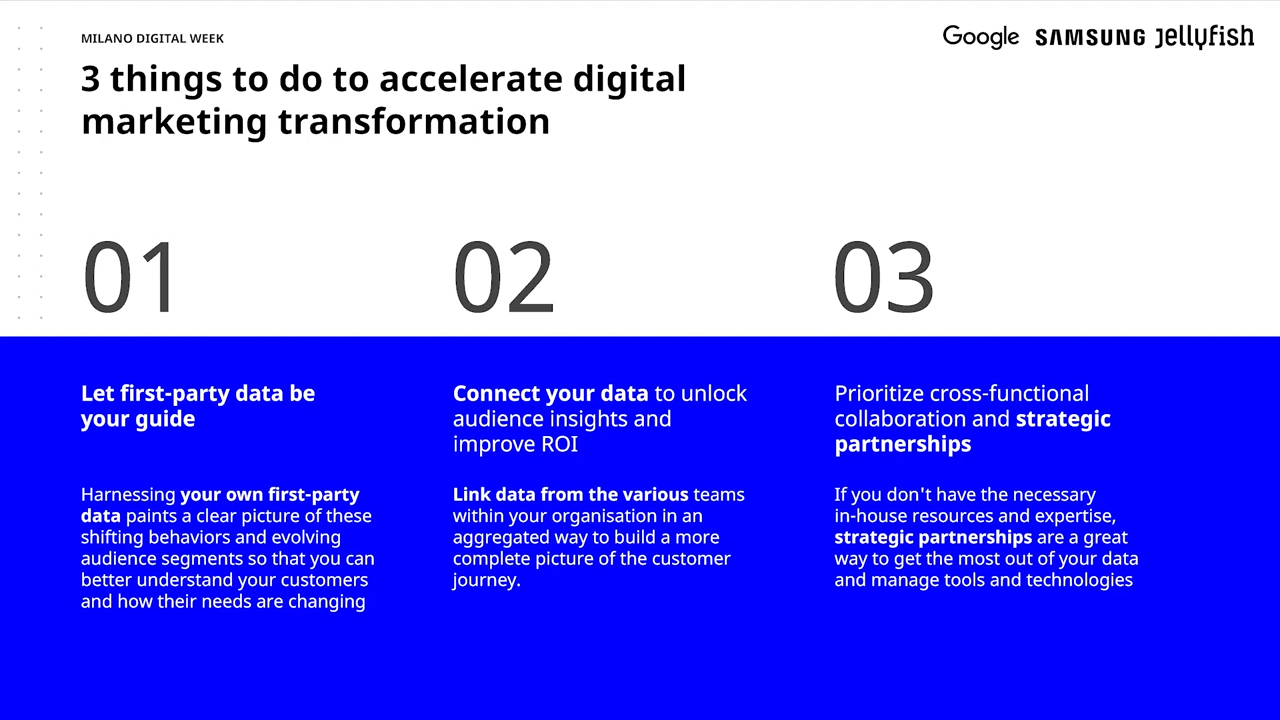 MILANO DIGITAL WEEK
Google SAMSUNG Jellyfish
3 things to do to accelerate digital
marketing transformation
01
02
03
Let first-party data be
your guide
Harnessing your own first-party
data paints a clear picture of these
shifting behaviors and evolving
audience segments so that you can
better understand your customers
and how their needs are changing
Connect your data to unlock
audience insights and
improve ROI
Link data from the various teams
within your organisation in an
aggregated way to build a more
complete picture of the customer
journey.
Prioritize cross-functional
collaboration and strategic
partnerships
If you don't have the necessary
in-house resources and expertise,
strategic partnerships are a great
way to get the most out of your data
and manage tools and technologies